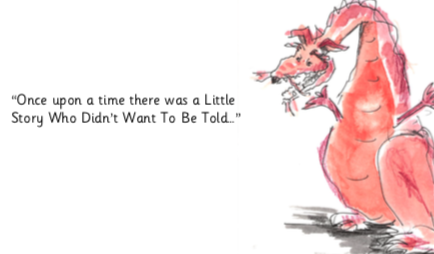 “Once upon a time there was a Little
Story Who Didn't Want To Be Told...”